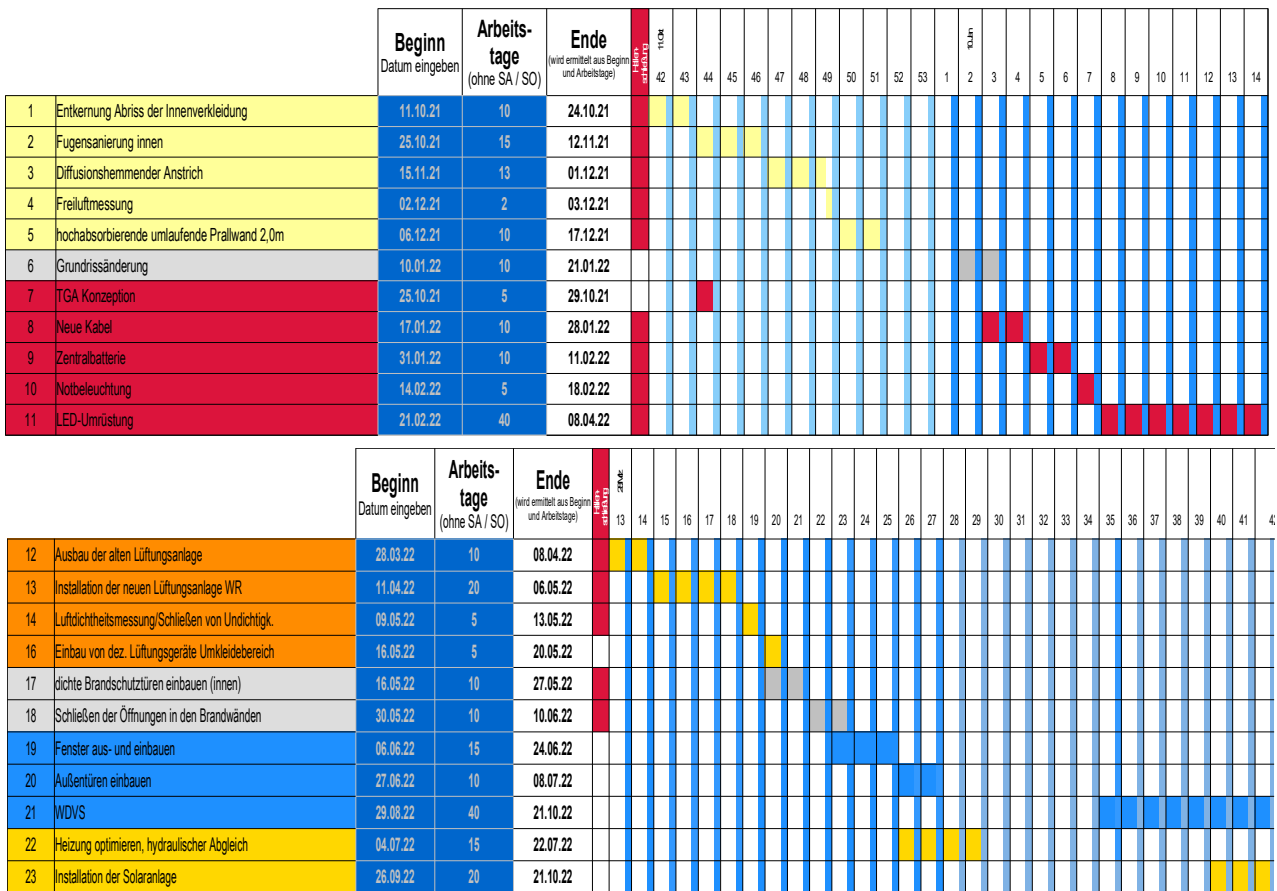 Beginn
Datum eingeben
Arbeits-
tage
(ohne SA / SO)
Ende
(wird ermittelt aus Beginn
und Arbeitstage)
Hallen-
schließung
11.Okt
10.Jan
42 43 44 45 46 47 48 49 50 51 52 53 1 2 3 4 5 6 7 8 9 10 11 12 13 14
1 Entkernung Abriss der Innenverkleidung 11.10.21 10 24.10.21
2 Fugensanierung innen 25.10.21 15 12.11.21
3 Diffusionshemmender Anstrich 15.11.21 13 01.12.21
4 Freiluftmessung 02.12.21 2 03.12.21
5 hochabsorbierende umlaufende Prallwand 2,0m 06.12.21 10 17.12.21
6 Grundrissänderung 10.01.22 10 21.01.22
7 TGA Konzeption 25.10.21 5 29.10.21
8 Neue Kabel 17.01.22 10 28.01.22
9 Zentralbatterie 31.01.22 10 11.02.22
10 Notbeleuchtung 14.02.22 5 18.02.22
11 LED-Umrüstung 21.02.22 40 08.04.22
Beginn
Datum eingeben
Arbeits-
tage
(ohne SA / SO)
Ende
(wird ermittelt aus Beginn
und Arbeitstage)
Hallen-
schließung
28.Mrz
13 14 15 16 17 18 19 20 21 22 23 24 25 26 27 28 29 30 31 32 33 34 35 36 37 38 39 40 41 42
12 Ausbau der alten Lüftungsanlage 28.03.22 10 08.04.22
13 Installation der neuen Lüftungsanlage WR 11.04.22 20 06.05.22
14 Luftdichtheitsmessung/Schließen von Undichtigk. 09.05.22 5 13.05.22
16 Einbau von dez. Lüftungsgeräte Umkleidebereich 16.05.22 5 20.05.22
17 dichte Brandschutztüren einbauen (innen) 16.05.22 10 27.05.22
18 Schließen der Öffnungen in den Brandwänden 30.05.22 10 10.06.22
19 Fenster aus- und einbauen 06.06.22 15 24.06.22
20 Außentüren einbauen 27.06.22 10 08.07.22
21 WDVS 29.08.22 40 21.10.22
22 Heizung optimieren, hydraulischer Abgleich 04.07.22 15 22.07.22
23 Installation der Solaranlage 26.09.22 20 21.10.22